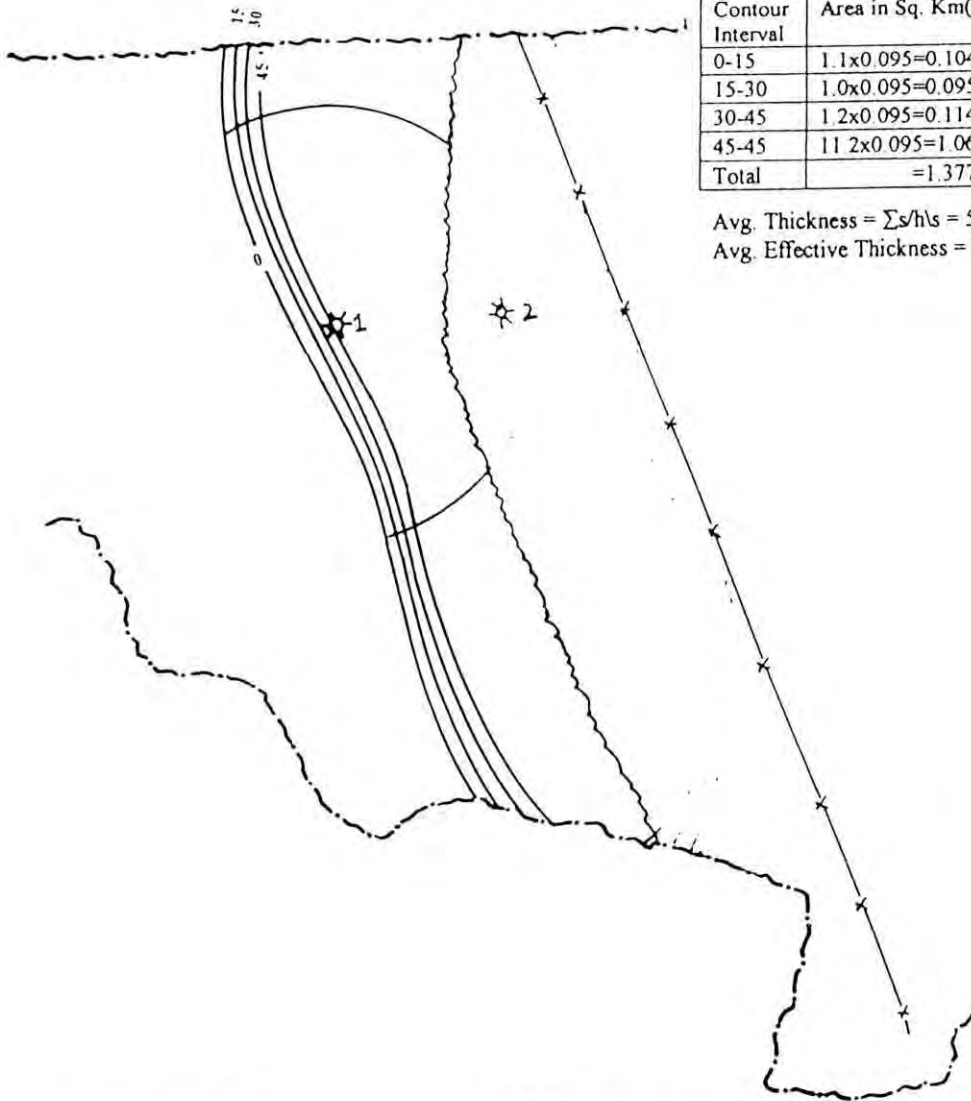 Contour Interval | Area in Sq. Km(
0-15 | 1.1x0.095=0.104
15-30 | 1.0x0.095=0.095
30-45 | 1.2x0.095=0.114
45-45 | 11.2x0.095=1.06
Total | =1.377
Avg. Thickness = ∑s/h\s =
Avg. Effective Thickness =
15
30
45
0
1
2